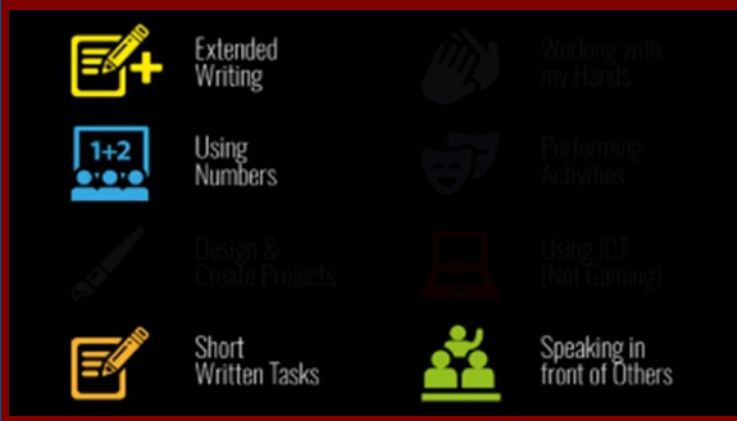 Extended
Writing
Working with
my Hands
1+2
Using
Numbers
Performing
Activities
Design &
Create Projects
Using ICT
(Not Gaming)
Short
Written Tasks
Speaking in
front of Others